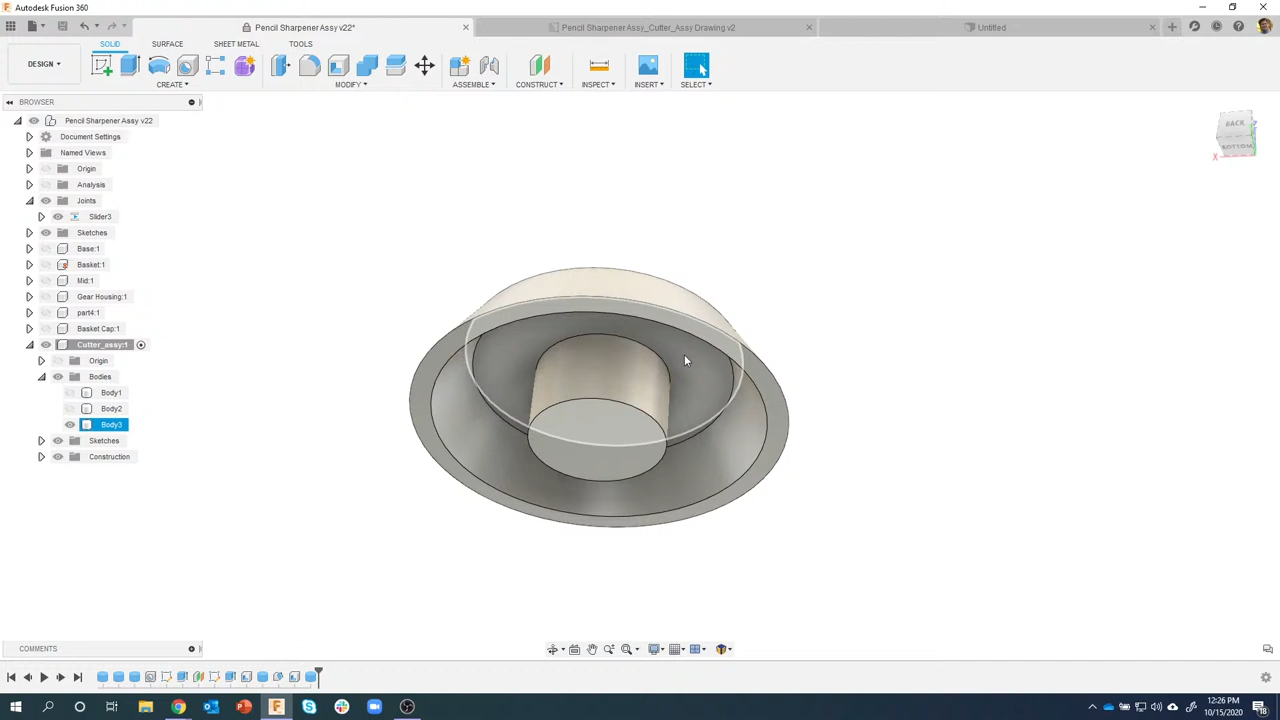 Autodesk Fusion 360
Pencil Sharpener Assy v22*
Pencil Sharpener Assy_Cutter_Assy Drawing v2
Untitled
SOLID
SURFACE
SHEET METAL
TOOLS
DESIGN
CREATE
MODIFY
ASSEMBLE
CONSTRUCT
INSPECT
INSERT
SELECT
BROWSER
Pencil Sharpener Assy v22
Document Settings
Named Views
Origin
Analysis
Joints
Slider3
Sketches
Base:1
Basket:1
Mid:1
Gear Housing:1
part4:1
Basket Cap:1
Cutter_assy:1
Origin
Bodies
Body1
Body2
Body3
Sketches
Construction
BACK
BOTTOM
X
COMMENTS
12:26 PM
10/15/2020
18